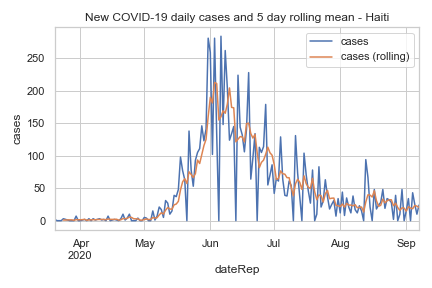 New COVID-19 daily cases and 5 day rolling mean - Haiti
cases
cases (rolling)
250
200
150
100
50
0
cases
Apr
2020
May
Jun
Jul
Aug
Sep
dateRep